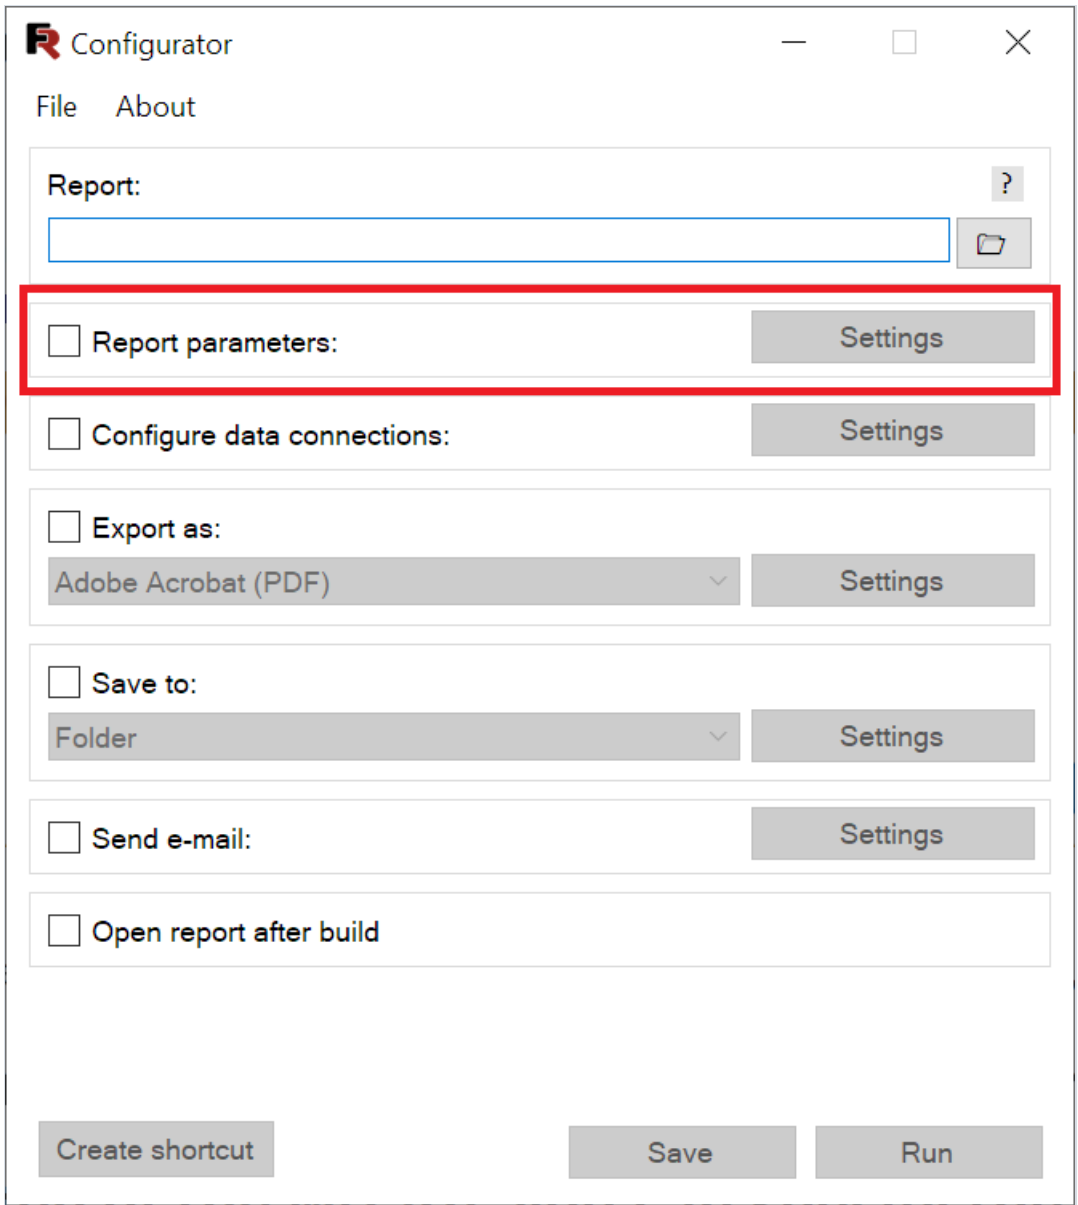 FR Configurator
File About
Report:
?
Report parameters: Settings
Configure data connections: Settings
Export as:
Adobe Acrobat (PDF) Settings
Save to:
Folder Settings
Send e-mail: Settings
Open report after build
Create shortcut Save Run